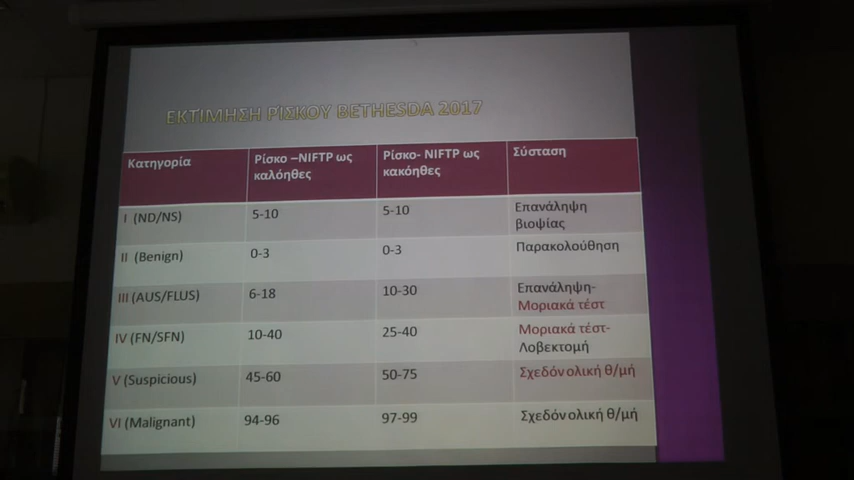 ΕΚΤΙΜΗΣΗ ΡΙΣΚΟΥ BETHESDA 2017
Κατηγορία
Ρίσκο –NIFTP ως
καλόηθες
Ρίσκο- NIFTP ως
κακόηθες
Σύσταση
I (ND/NS)
5-10
5-10
Επανάληψη
βιοψίας
II (Benign)
0-3
0-3
Παρακολούθηση
III (AUS/FLUS)
6-18
10-30
Επανάληψη-
Μοριακά τέστ
IV (FN/SFN)
10-40
25-40
Μοριακά τέστ-
Λοβεκτομή
V (Suspicious)
45-60
50-75
Σχεδόν ολική θ/μή
VI (Malignant)
94-96
97-99
Σχεδόν ολική θ/μή